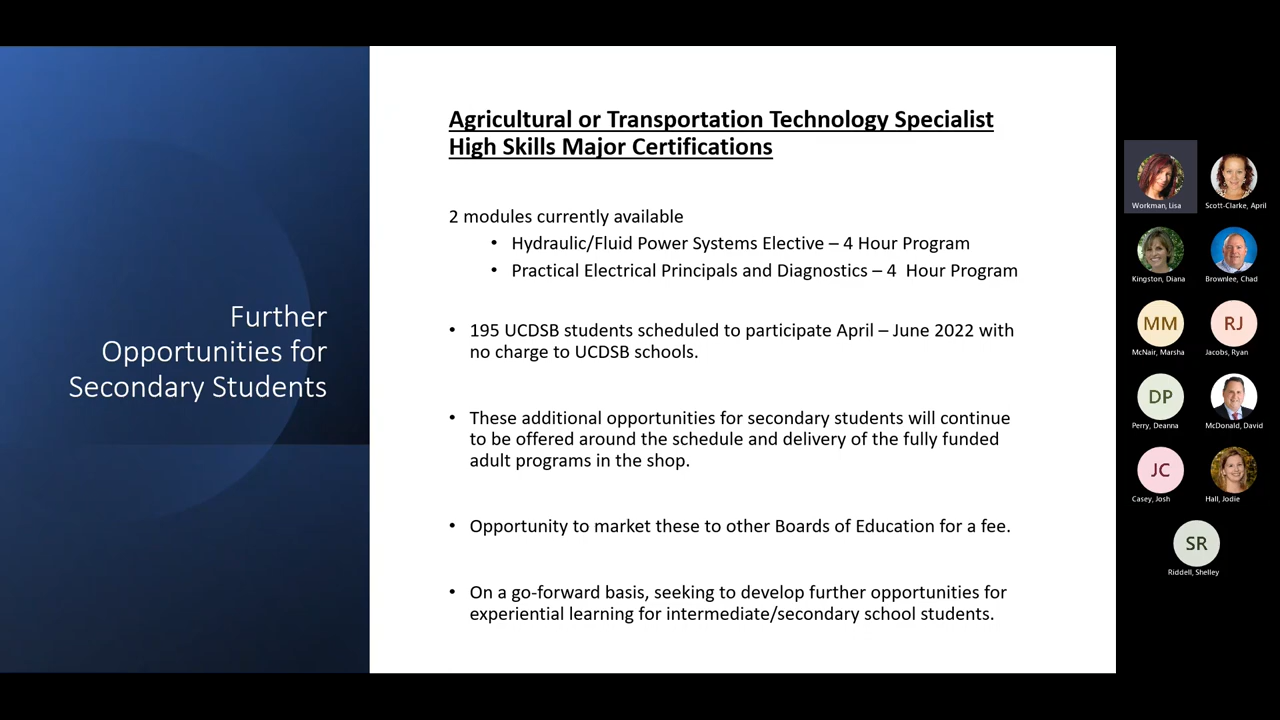 Further
Opportunities for
Secondary Students
Agricultural or Transportation Technology Specialist
High Skills Major Certifications
2 modules currently available
• Hydraulic/Fluid Power Systems Elective – 4 Hour Program
• Practical Electrical Principals and Diagnostics – 4 Hour Program
• 195 UCDSB students scheduled to participate April – June 2022 with
no charge to UCDSB schools.
• These additional opportunities for secondary students will continue
to be offered around the schedule and delivery of the fully funded
adult programs in the shop.
• Opportunity to market these to other Boards of Education for a fee.
• On a go-forward basis, seeking to develop further opportunities for
experiential learning for intermediate/secondary school students.
Workman, Lisa
Scott-Clarke, April
Kingston, Diana
Brownlee, Chad
MM
RJ
McNair, Marsha
Jacobs, Ryan
DP
Perry, Deanna
McDonald, David
JC
Casey, Josh
Hall, Jodie
SR
Riddell, Shelley